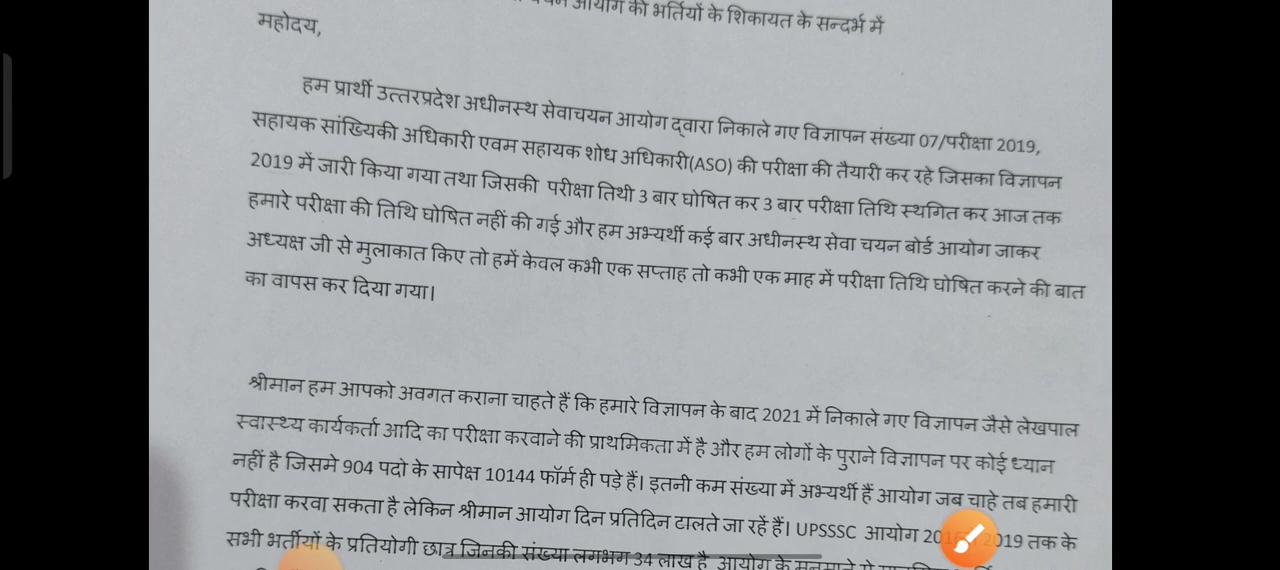 आयोग की भर्तियों के शिकायत के सन्दर्भ में
महोदय,
हम प्रार्थी उत्तरप्रदेश अधीनस्थ सेवाचयन आयोग द्वारा निकाले गए विज्ञापन संख्या 07/परीक्षा 2019,
सहायक सांख्यिकी अधिकारी एवम सहायक शोध अधिकारी(ASO) की परीक्षा की तैयारी कर रहे जिसका विज्ञापन
2019 में जारी किया गया तथा जिसकी परीक्षा तिथी 3 बार घोषित कर 3 बार परीक्षा तिथि स्थगित कर आज तक
हमारे परीक्षा की तिथि घोषित नहीं की गई और हम अभ्यर्थी कई बार अधीनस्थ सेवा चयन बोर्ड आयोग जाकर
अध्यक्ष जी से मुलाकात किए तो हमें केवल कभी एक सप्ताह तो कभी एक माह में परीक्षा तिथि घोषित करने की बात
का वापस कर दिया गया।
श्रीमान हम आपको अवगत कराना चाहते हैं कि हमारे विज्ञापन के बाद 2021 में निकाले गए विज्ञापन जैसे लेखपाल
स्वास्थ्य कार्यकर्ता आदि का परीक्षा करवाने की प्राथमिकता में है और हम लोगों के पुराने विज्ञापन पर कोई ध्यान
नहीं है जिसमे 904 पदो के सापेक्ष 10144 फॉर्म ही पड़े हैं। इतनी कम संख्या में अभ्यर्थी हैं आयोग जब चाहे तब हमारी
परीक्षा करवा सकता है लेकिन श्रीमान आयोग दिन प्रतिदिन टालते जा रहें हैं। UPSSSC आयोग 2019 तक के
सभी भर्तीयों के प्रतियोगी छात्र जिनकी संख्या लगभग 34 लाख है आयोग के मनमाने